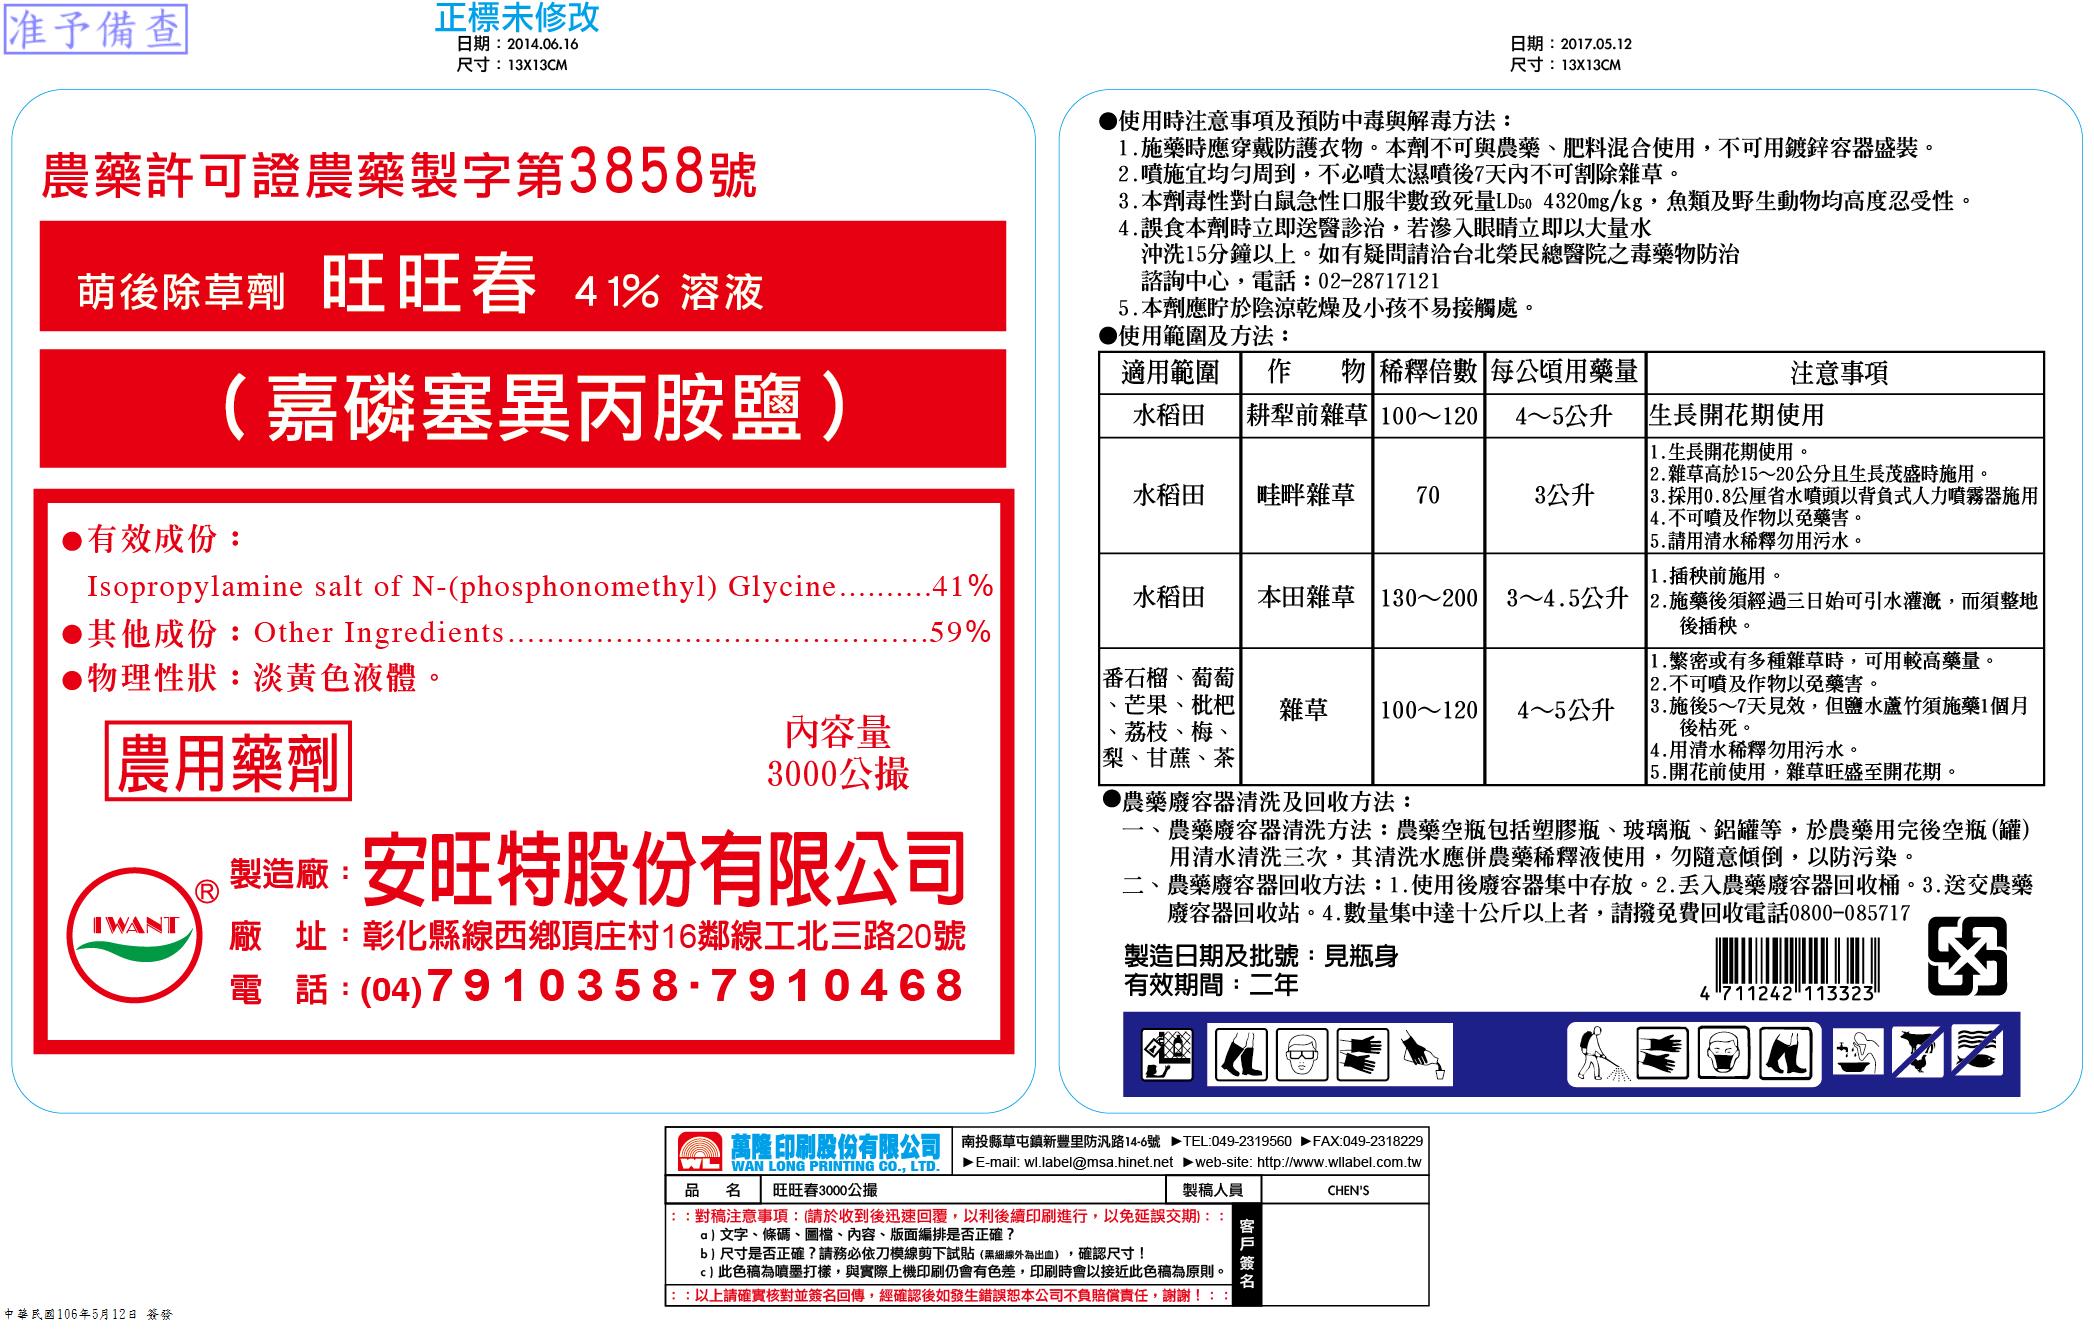 准予備查
正標未修改
日期：2014.06.16
尺寸：13X13CM
日期：2017.05.12
尺寸：13X13CM
農藥許可證農藥製字第3858號
萌後除草劑 旺旺春 41% 溶液
（嘉磷塞異丙胺鹽）
●有效成份：
Isopropylamine salt of N-(phosphonomethyl) Glycine..........41%
●其他成份：Other Ingredients..........................................59%
●物理性狀：淡黃色液體。
農用藥劑
內容量
3000公撮
I WANT ®
製造廠：安旺特股份有限公司
廠 址：彰化縣線西鄉頂庄村16鄰線工北三路20號
電 話：(04)7910358·7910468
●使用時注意事項及預防中毒與解毒方法：
1.施藥時應穿戴防護衣物。本劑不可與農藥、肥料混合使用，不可用鍍鋅容器盛裝。
2.噴施宜均勻周到，不必噴太濕噴後7天內不可割除雜草。
3.本劑毒性對白鼠急性口服半數致死量LD50 4320mg/kg，魚類及野生動物均高度忍受性。
4.誤食本劑時立即送醫診治，若滲入眼睛立即以大量水
沖洗15分鐘以上。如有疑問請洽台北榮民總醫院之毒藥物防治
諮詢中心，電話：02-28717121
5.本劑應貯於陰涼乾燥及小孩不易接觸處。
●使用範圍及方法：
適用範圍 作 物 稀釋倍數 每公頃用藥量 注意事項
水稻田 耕犁前雜草 100～120 4～5公升 生長開花期使用
水稻田 畦畔雜草 70 3公升
1.生長開花期使用。
2.雜草高於15～20公分且生長茂盛時施用。
3.採用0.8公厘省水噴頭以背負式人力噴霧器施用
4.不可噴及作物以免藥害。
5.請用清水稀釋勿用污水。
水稻田 本田雜草 130～200 3～4.5公升
1.插秧前施用。
2.施藥後須經過三日始可引水灌溉，而須整地
後插秧。
番石榴、葡萄
、芒果、枇杷
、荔枝、梅、
梨、甘蔗、茶
雜草 100～120 4～5公升
1.繁密或有多種雜草時，可用較高藥量。
2.不可噴及作物以免藥害。
3.施後5～7天見效，但鹽水蘆竹須施藥1個月
後枯死。
4.用清水稀釋勿用污水。
5.開花前使用，雜草旺盛至開花期。
●農藥廢容器清洗及回收方法：
一、農藥廢容器清洗方法：農藥空瓶包括塑膠瓶、玻璃瓶、鋁罐等，於農藥用完後空瓶(罐)
用清水清洗三次，其清洗水應併農藥稀釋液使用，勿隨意傾倒，以防污染。
二、農藥廢容器回收方法：1.使用後廢容器集中存放。2.丟入農藥廢容器回收桶。3.送交農藥
廢容器回收站。4.數量集中達十公斤以上者，請撥免費回收電話0800-085717
製造日期及批號：見瓶身
有效期間：二年
4 711242 113323
WL 萬隆印刷股份有限公司
WAN LONG PRINTING CO., LTD.
南投縣草屯鎮新豐里防汛路14-6號 ►TEL:049-2319560 ►FAX:049-2318229
►E-mail: wl.label@msa.hinet.net ►web-site: http://www.wllabel.com.tw
品 名 旺旺春3000公撮 製稿人員 CHEN'S
：：對稿注意事項：(請於收到後迅速回覆，以利後續印刷進行，以免延誤交期)：：
a) 文字、條碼、圖檔、內容、版面編排是否正確？
b) 尺寸是否正確？請務必依刀模線剪下試貼（黑細線外為出血），確認尺寸！
c) 此色稿為噴墨打樣，與實際上機印刷仍會有色差，印刷時會以接近此色稿為原則。
：：以上請確實核對並簽名回傳，經確認後如發生錯誤恕本公司不負賠償責任，謝謝！：：
客戶簽名
中華民國106年5月12日 簽發